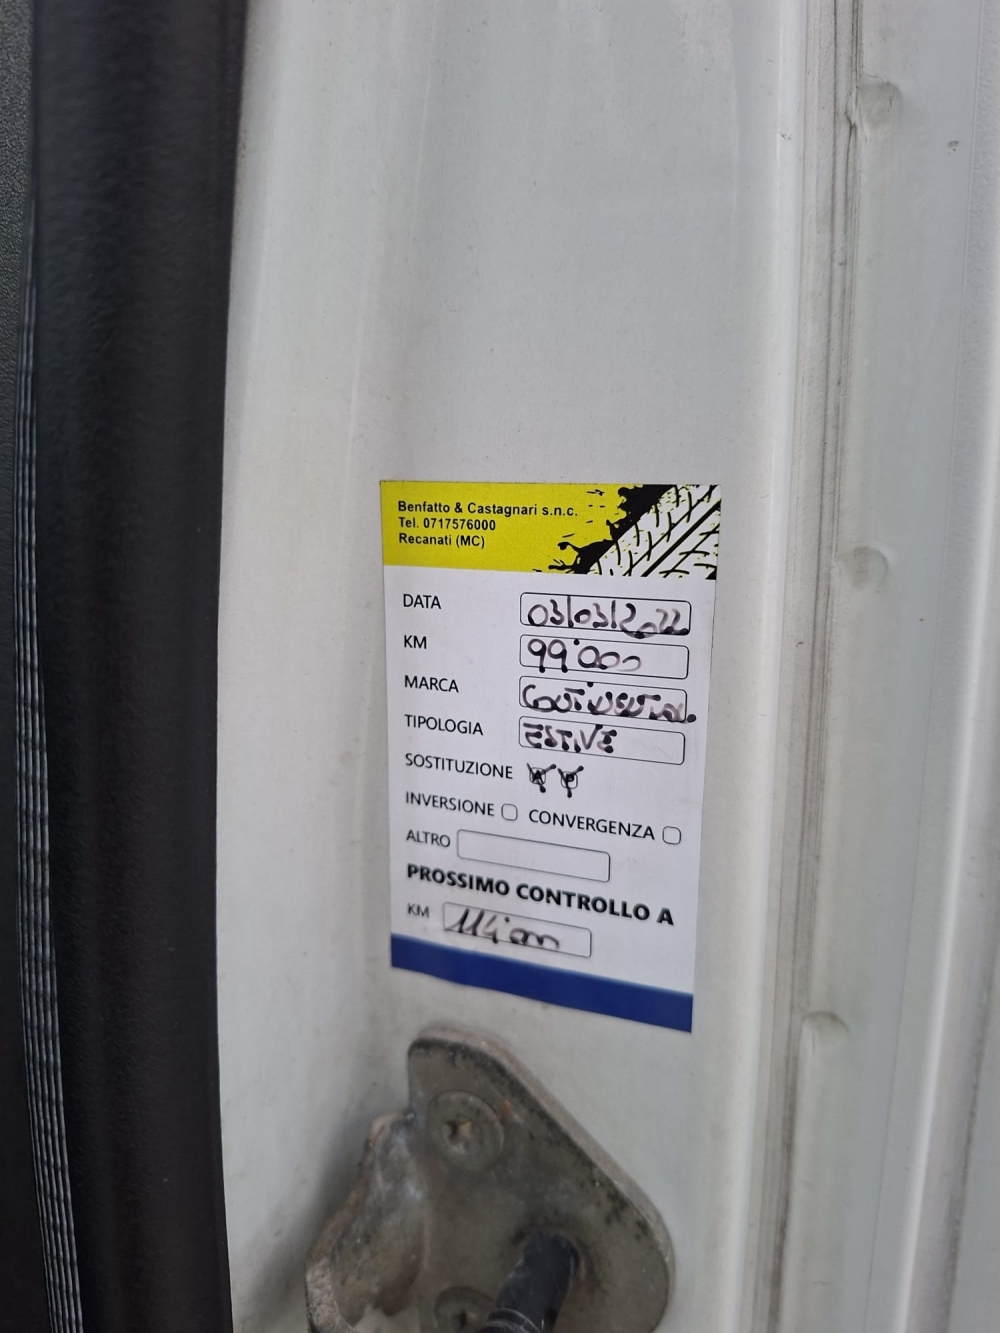 Benfatto & Castagnari s.n.c.
Tel. 0717576000
Recanati (MC)
DATA 03/03/2022
KM 99'000
MARCA Continental
TIPOLOGIA ESTIVE
SOSTITUZIONE A P
INVERSIONE CONVERGENZA
ALTRO
PROSSIMO CONTROLLO A
KM 114'000